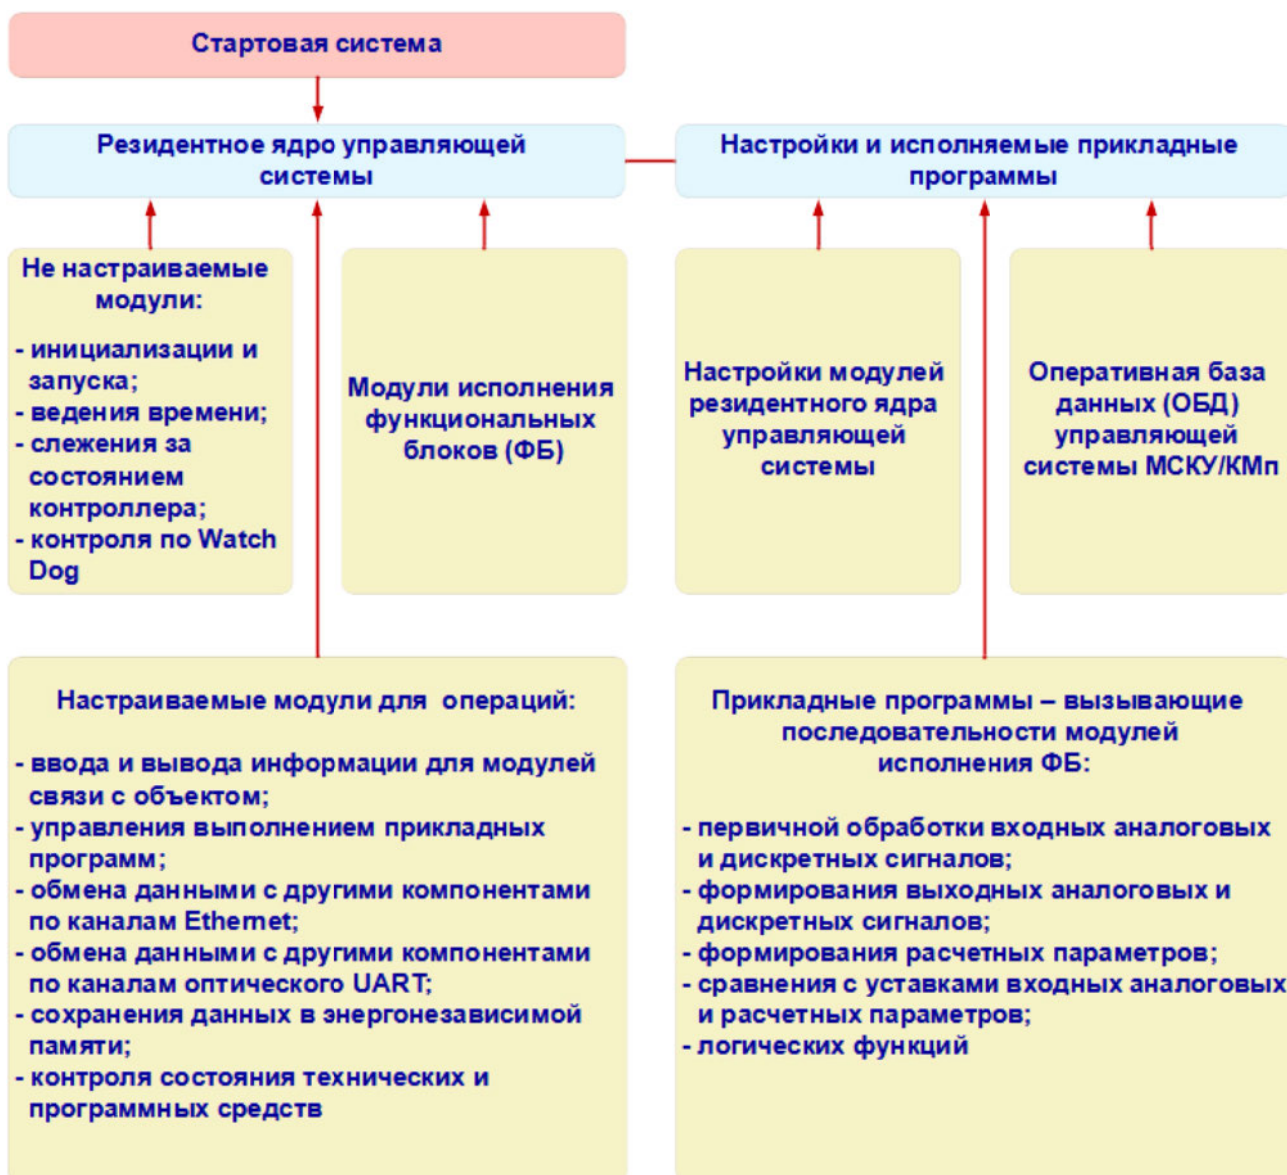 Стартовая система
Резидентное ядро управляющей
системы
Настройки и исполняемые прикладные
программы
Не настраиваемые
модули:
- инициализации и
запуска;
- ведения времени;
- слежения за
состоянием
контроллера;
- контроля по Watch
Dog
Модули исполнения
функциональных
блоков (ФБ)
Настройки модулей
резидентного ядра
управляющей
системы
Оперативная база
данных (ОБД)
управляющей
системы МСКУ/КМп
Настраиваемые модули для операций:
- ввода и вывода информации для модулей
связи с объектом;
- управления выполнением прикладных
программ;
- обмена данными с другими компонентами
по каналам Ethernet;
- обмена данными с другими компонентами
по каналам оптического UART;
- сохранения данных в энергонезависимой
памяти;
- контроля состояния технических и
программных средств
Прикладные программы – вызывающие
последовательности модулей
исполнения ФБ:
- первичной обработки входных аналоговых
и дискретных сигналов;
- формирования выходных аналоговых и
дискретных сигналов;
- формирования расчетных параметров;
- сравнения с уставками входных аналоговых
и расчетных параметров;
- логических функций